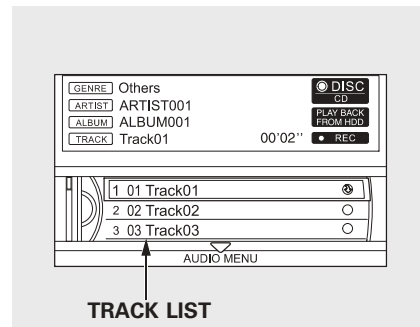 GENRE Others
ARTIST ARTIST001
ALBUM ALBUM001
TRACK Track01 00'02"
DISC
CD
PLAY BACK
FROM HDD
REC
1 01 Track01
2 02 Track02
3 03 Track03
AUDIO MENU
TRACK LIST